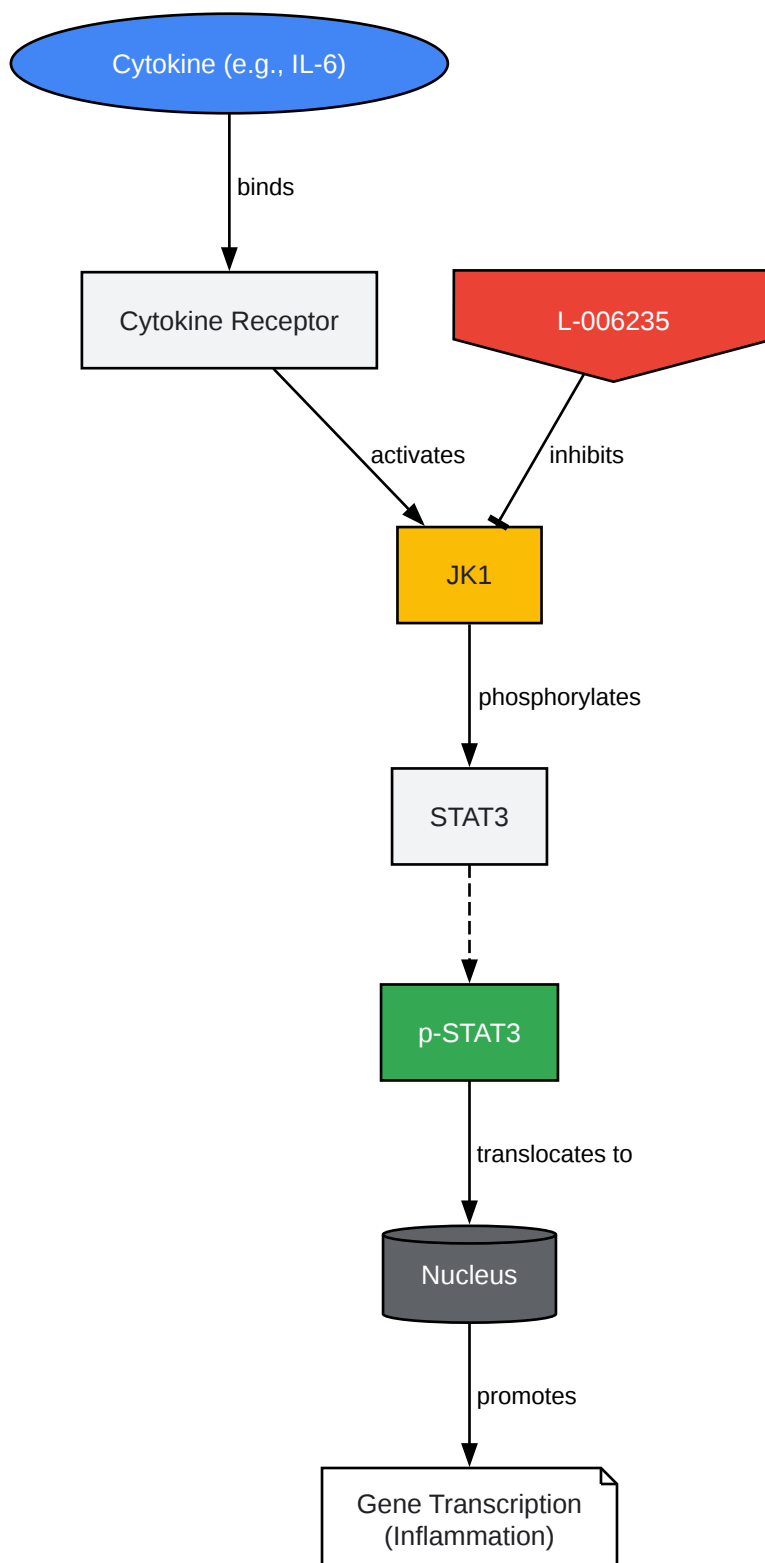 Cytokine (e.g., IL-6)
binds
Cytokine Receptor
L-006235
activates
inhibits
JK1
phosphorylates
STAT3
p-STAT3
translocates to
Nucleus
promotes
Gene Transcription
(Inflammation)